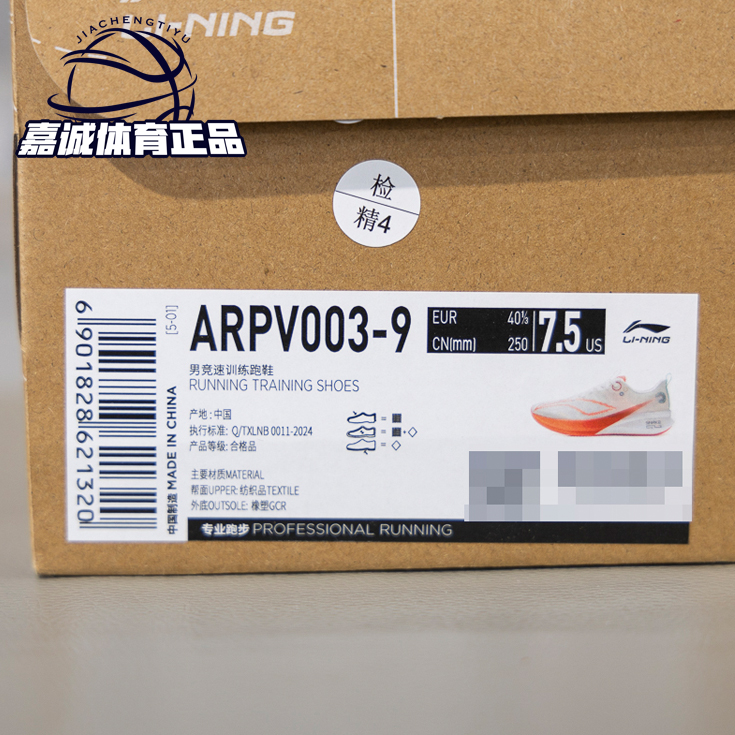 JIACHENGTIYU
LI-NING
嘉诚体育正品
检
精4
6 901828 621320
[5-01]
中国制造 MADE IN CHINA
ARPV003-9
EUR 40⅔
CN(mm) 250
7.5 US
LI-NING
男竞速训练跑鞋
RUNNING TRAINING SHOES
产地: 中国
执行标准: Q/TXLNB 0011-2024
产品等级: 合格品
主要材质MATERIAL
帮面UPPER: 纺织品TEXTILE
外底OUTSOLE: 橡塑GCR
专业跑步 PROFESSIONAL RUNNING